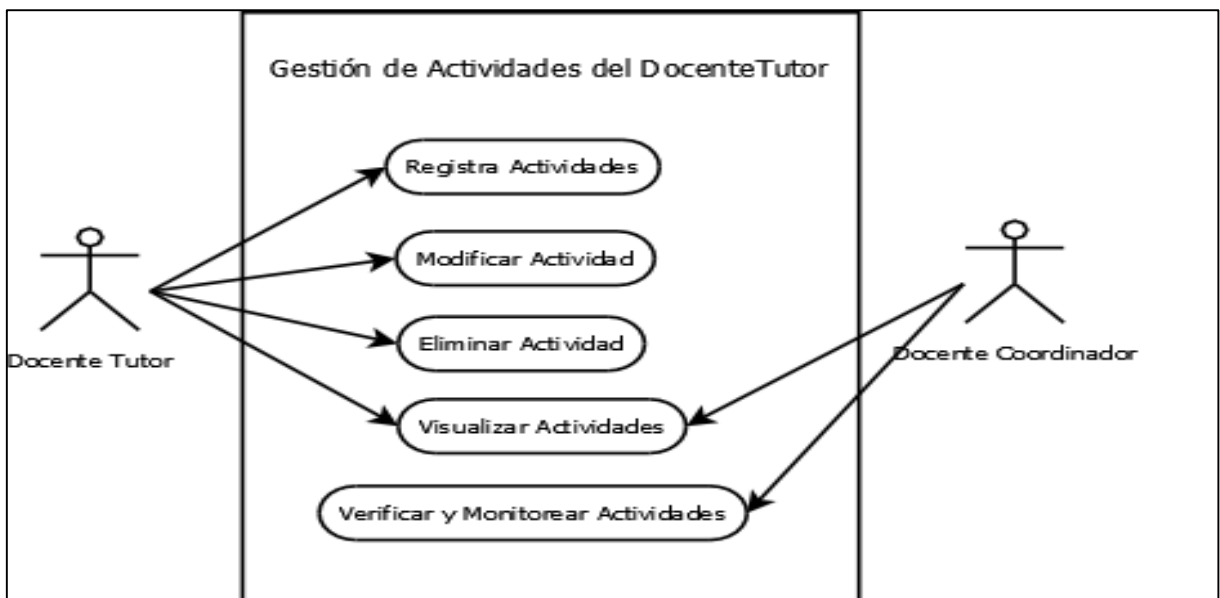 Gestión de Actividades del DocenteTutor
Registra Actividades
Modificar Actividad
Eliminar Actividad
Visualizar Actividades
Verificar y Monitorear Actividades
Docente Tutor
Docente Coordinador